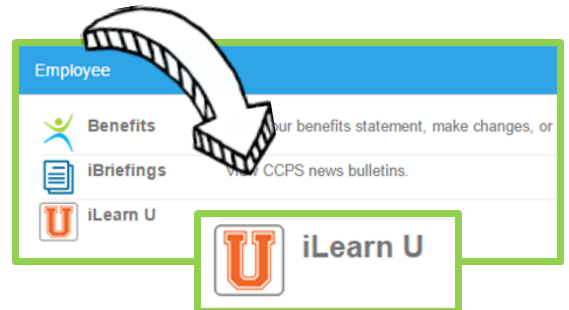 Employee
Benefits our benefits statement, make changes, or
iBriefings View CCPS news bulletins.
U iLearn U
U iLearn U